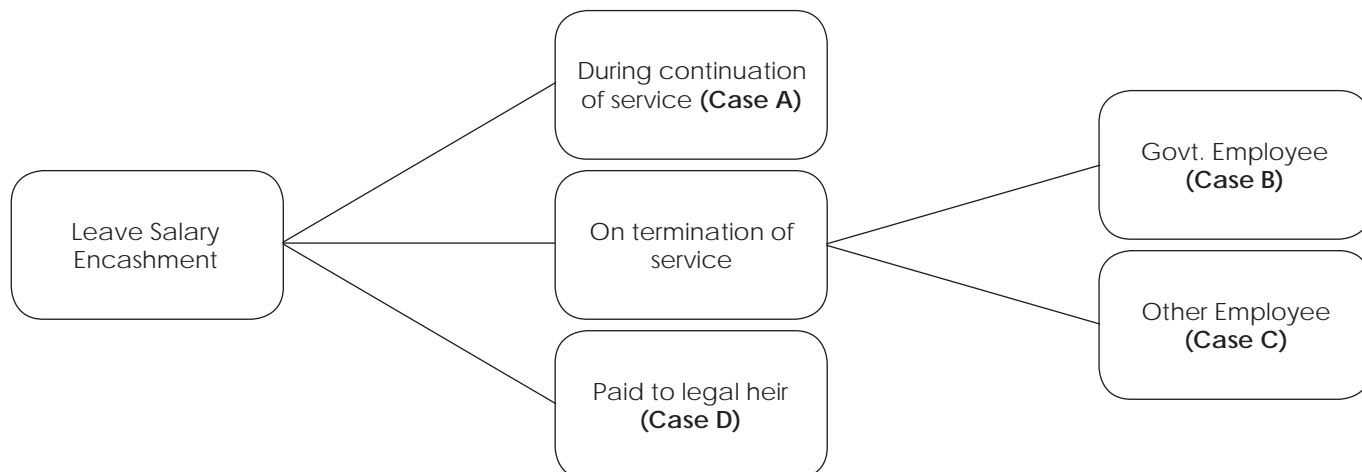 Leave Salary
Encashment
During continuation
of service (Case A)
On termination of
service
Paid to legal heir
(Case D)
Govt. Employee
(Case B)
Other Employee
(Case C)